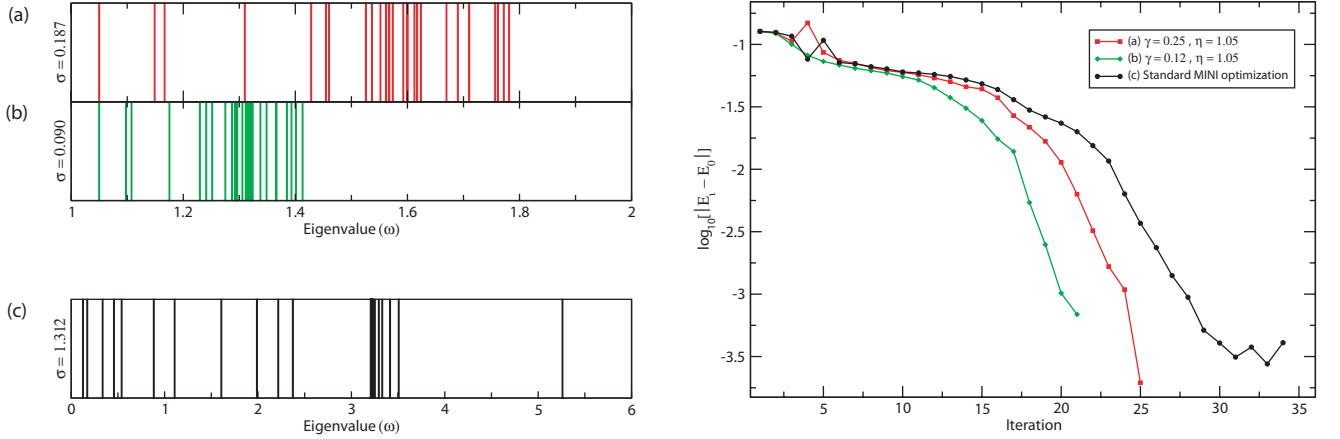 (a)
σ = 0.187
(b)
σ = 0.090
1 1.2 1.4 1.6 1.8 2
Eigenvalue (ω)
(c)
σ = 1.312
0 1 2 3 4 5 6
Eigenvalue (ω)
log10[|Eι − E0|]
-1
-1.5
-2
-2.5
-3
-3.5
(a) γ = 0.25 , η = 1.05
(b) γ = 0.12 , η = 1.05
(c) Standard MINI optimization
5 10 15 20 25 30 35
Iteration